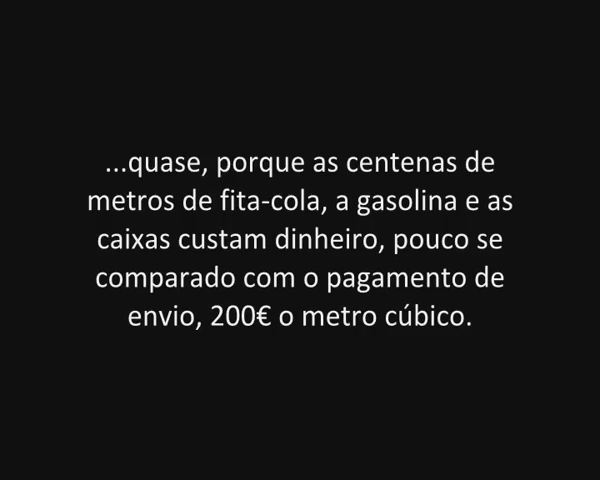 ...quase, porque as centenas de
metros de fita-cola, a gasolina e as
caixas custam dinheiro, pouco se
comparado com o pagamento de
envio, 200€ o metro cúbico.